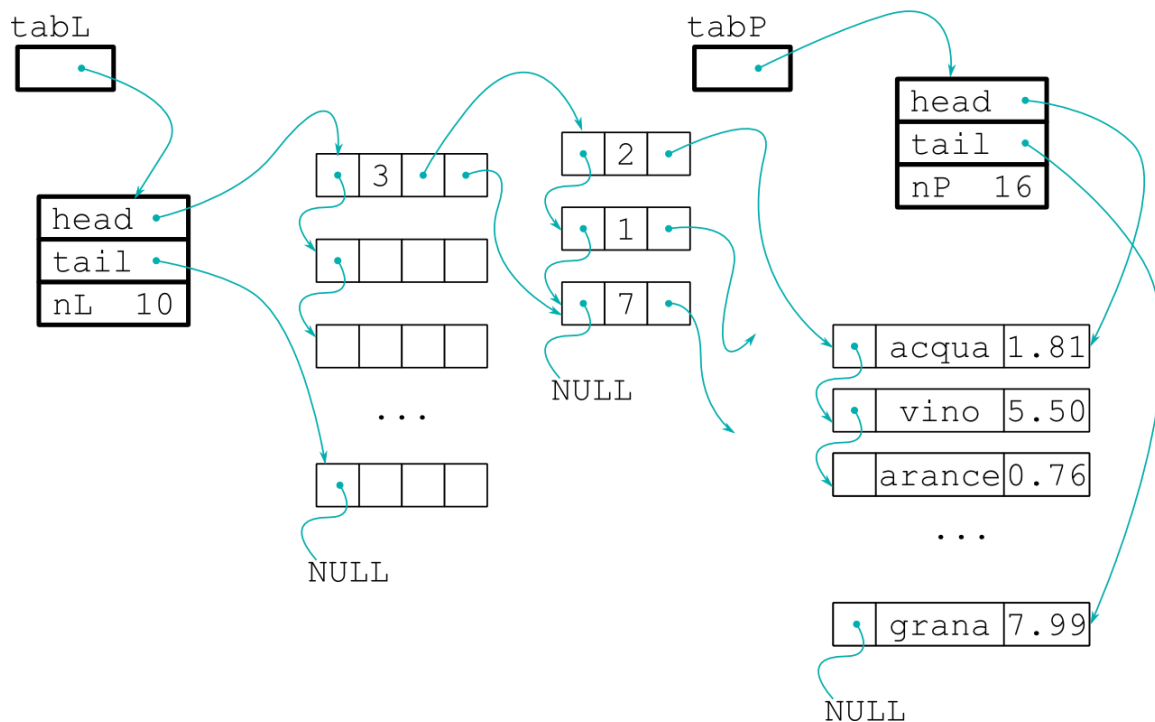 tabL
tabP
head
tail
nP 16
3
2
head
tail
nL 10
1
7
NULL
acqua 1.81
vino 5.50
arance 0.76
...
...
NULL
grana 7.99
NULL